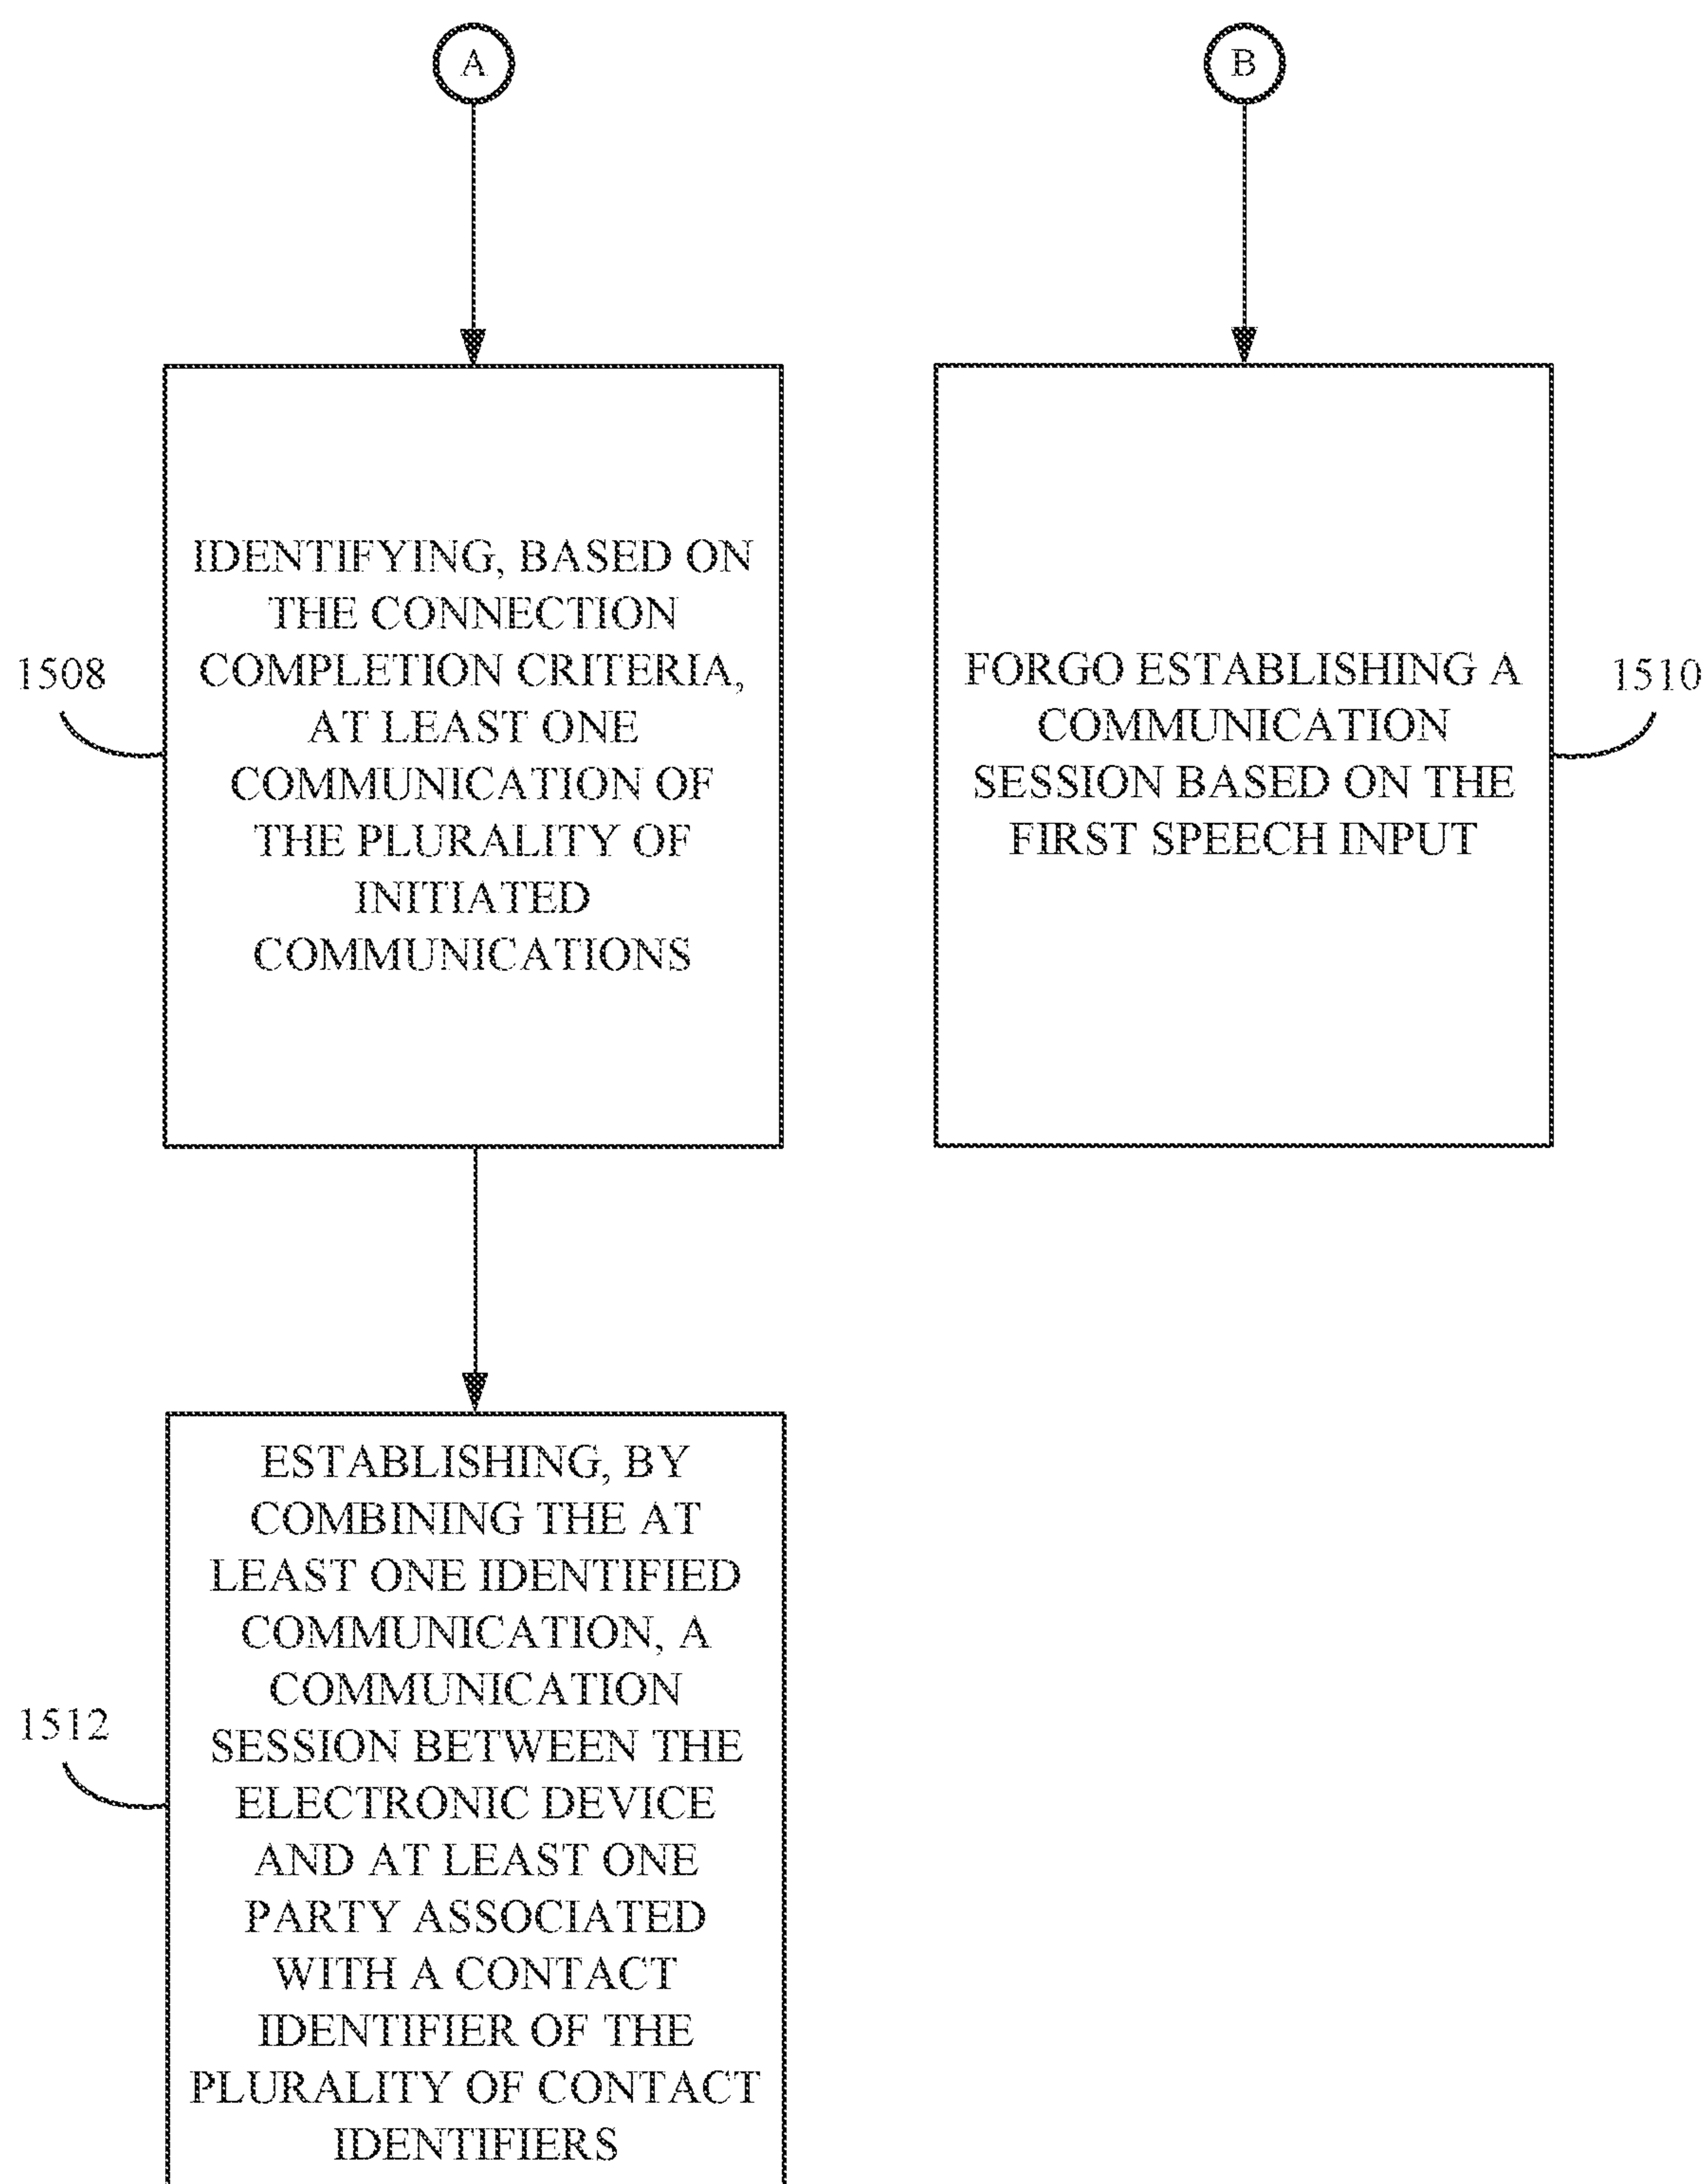 A
B
IDENTIFYING, BASED ON
THE CONNECTION
COMPLETION CRITERIA,
AT LEAST ONE
COMMUNICATION OF
THE PLURALITY OF
INITIATED
COMMUNICATIONS
1508
FORGO ESTABLISHING A
COMMUNICATION
SESSION BASED ON THE
FIRST SPEECH INPUT
1510
ESTABLISHING, BY
COMBINING THE AT
LEAST ONE IDENTIFIED
COMMUNICATION, A
COMMUNICATION
SESSION BETWEEN THE
ELECTRONIC DEVICE
AND AT LEAST ONE
PARTY ASSOCIATED
WITH A CONTACT
IDENTIFIER OF THE
PLURALITY OF CONTACT
IDENTIFIERS
1512